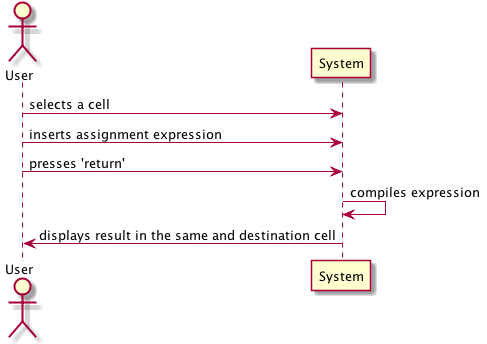 User
System
selects a cell
inserts assignment expression
presses 'return'
compiles expression
displays result in the same and destination cell
User
System